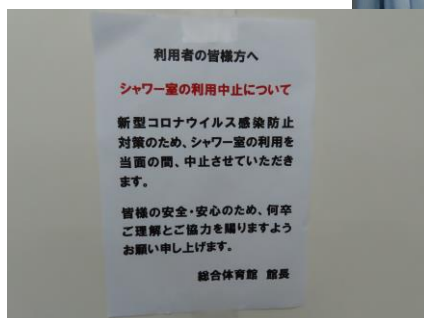 利用者の皆様方へ
シャワー室の利用中止について
新型コロナウイルス感染防止
対策のため、シャワー室の利用を
当面の間、中止させていただき
ます。
皆様の安全・安心のため、何卒
ご理解とご協力を賜りますよう
お願い申し上げます。
総合体育館 館長